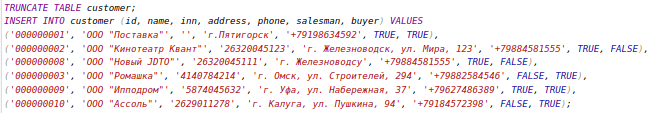 TRUNCATE TABLE customer;
INSERT INTO customer (id, name, inn, address, phone, salesman, buyer) VALUES
('000000001', 'ООО "Поставка"', '', 'г.Пятигорск', '+79198634592', TRUE, TRUE),
('000000002', 'ООО "Кинотеатр Квант"', '26320045123', 'г. Железноводск, ул. Мира, 123', '+79884581555', TRUE, FALSE),
('000000008', 'ООО "Новый JDTO"', '26320045111', 'г. Железноводсу', '+79884581555', TRUE, FALSE),
('000000003', 'ООО "Ромашка"', '4140784214', 'г. Омск, ул. Строителей, 294', '+79882584546', FALSE, TRUE),
('000000009', 'ООО "Ипподром"', '5874045632', 'г. Уфа, ул. Набережная, 37', '+79627486389', TRUE, TRUE),
('000000010', 'ООО "Ассоль"', '2629011278', 'г. Калуга, ул. Пушкина, 94', '+79184572398', FALSE, TRUE);